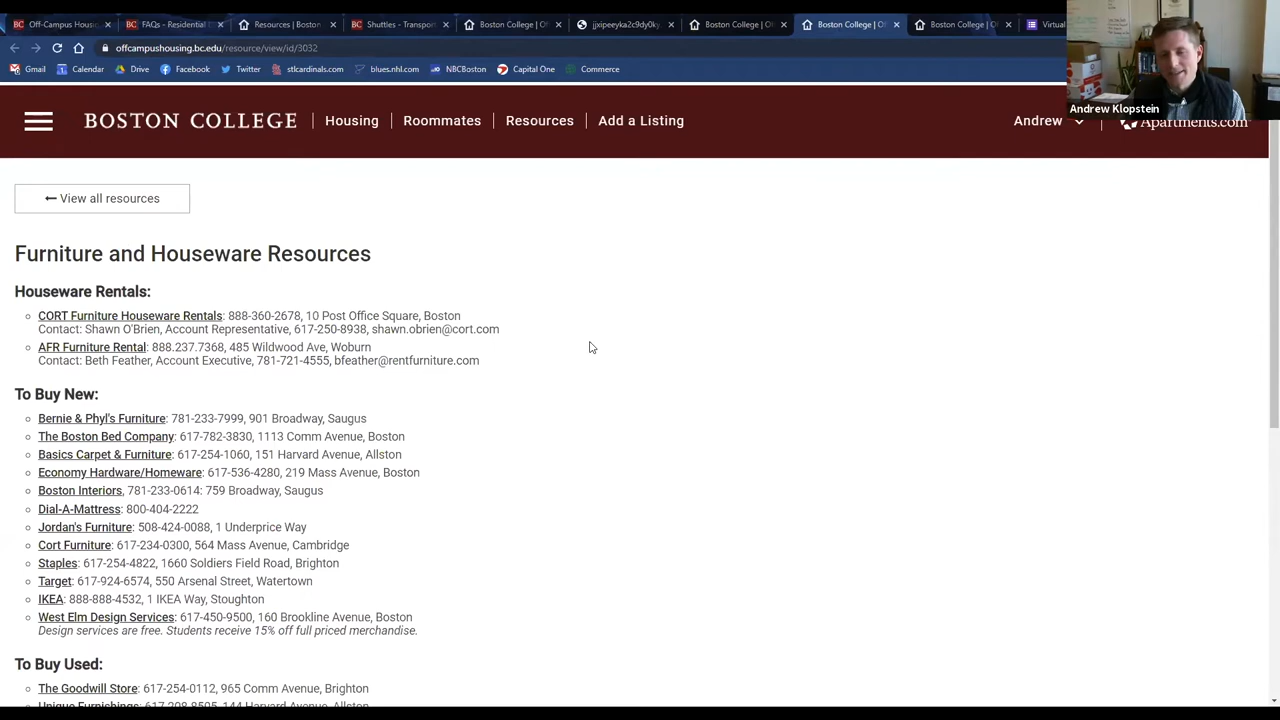 Off-Campus Housi
FAQs - Residential
Resources | Boston
Shuttles - Transport
Boston College | Of
jjxipeeyka2c9dy0ky
Boston College | Of
Boston College | Of
Boston College | Of
Virtual
offcampushousing.bc.edu/resource/view/id/3032
Gmail
Calendar
Drive
Facebook
Twitter
stlcardinals.com
blues.nhl.com
NBCBoston
Capital One
Commerce
Andrew Klopstein
BOSTON COLLEGE
Housing
Roommates
Resources
Add a Listing
Andrew
Apartments.com
View all resources
Furniture and Houseware Resources
Houseware Rentals:
CORT Furniture Houseware Rentals: 888-360-2678, 10 Post Office Square, Boston
Contact: Shawn O'Brien, Account Representative, 617-250-8938, shawn.obrien@cort.com
AFR Furniture Rental: 888.237.7368, 485 Wildwood Ave, Woburn
Contact: Beth Feather, Account Executive, 781-721-4555, bfeather@rentfurniture.com
To Buy New:
Bernie & Phyl's Furniture: 781-233-7999, 901 Broadway, Saugus
The Boston Bed Company: 617-782-3830, 1113 Comm Avenue, Boston
Basics Carpet & Furniture: 617-254-1060, 151 Harvard Avenue, Allston
Economy Hardware/Homeware: 617-536-4280, 219 Mass Avenue, Boston
Boston Interiors, 781-233-0614: 759 Broadway, Saugus
Dial-A-Mattress: 800-404-2222
Jordan's Furniture: 508-424-0088, 1 Underprice Way
Cort Furniture: 617-234-0300, 564 Mass Avenue, Cambridge
Staples: 617-254-4822, 1660 Soldiers Field Road, Brighton
Target: 617-924-6574, 550 Arsenal Street, Watertown
IKEA: 888-888-4532, 1 IKEA Way, Stoughton
West Elm Design Services: 617-450-9500, 160 Brookline Avenue, Boston
Design services are free. Students receive 15% off full priced merchandise.
To Buy Used:
The Goodwill Store: 617-254-0112, 965 Comm Avenue, Brighton
Unique Furnishings: 617-208-8505, 144 Harvard Avenue, Allston